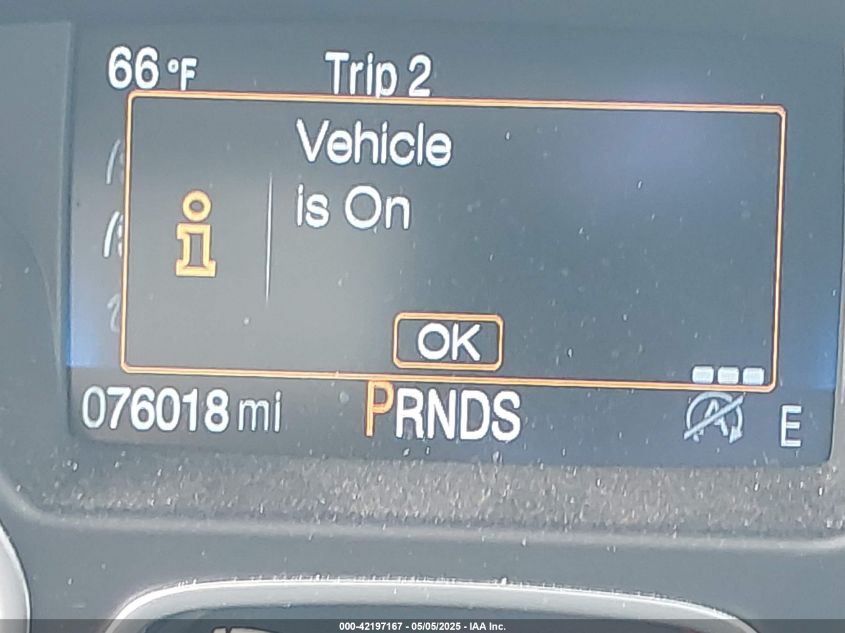 66 °F Trip 2
Vehicle
is On
OK
076018 mi PRNDS A E
000-42197167 - 05/05/2025 - IAA Inc.